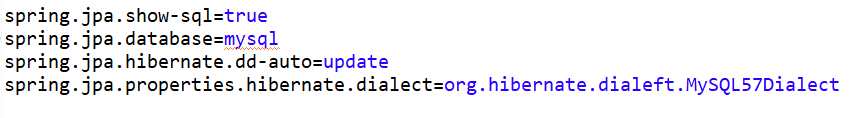 spring.jpa.show-sql=true
spring.jpa.database=mysql
spring.jpa.hibernate.dd-auto=update
spring.jpa.properties.hibernate.dialect=org.hibernate.dialeft.MySQL57Dialect